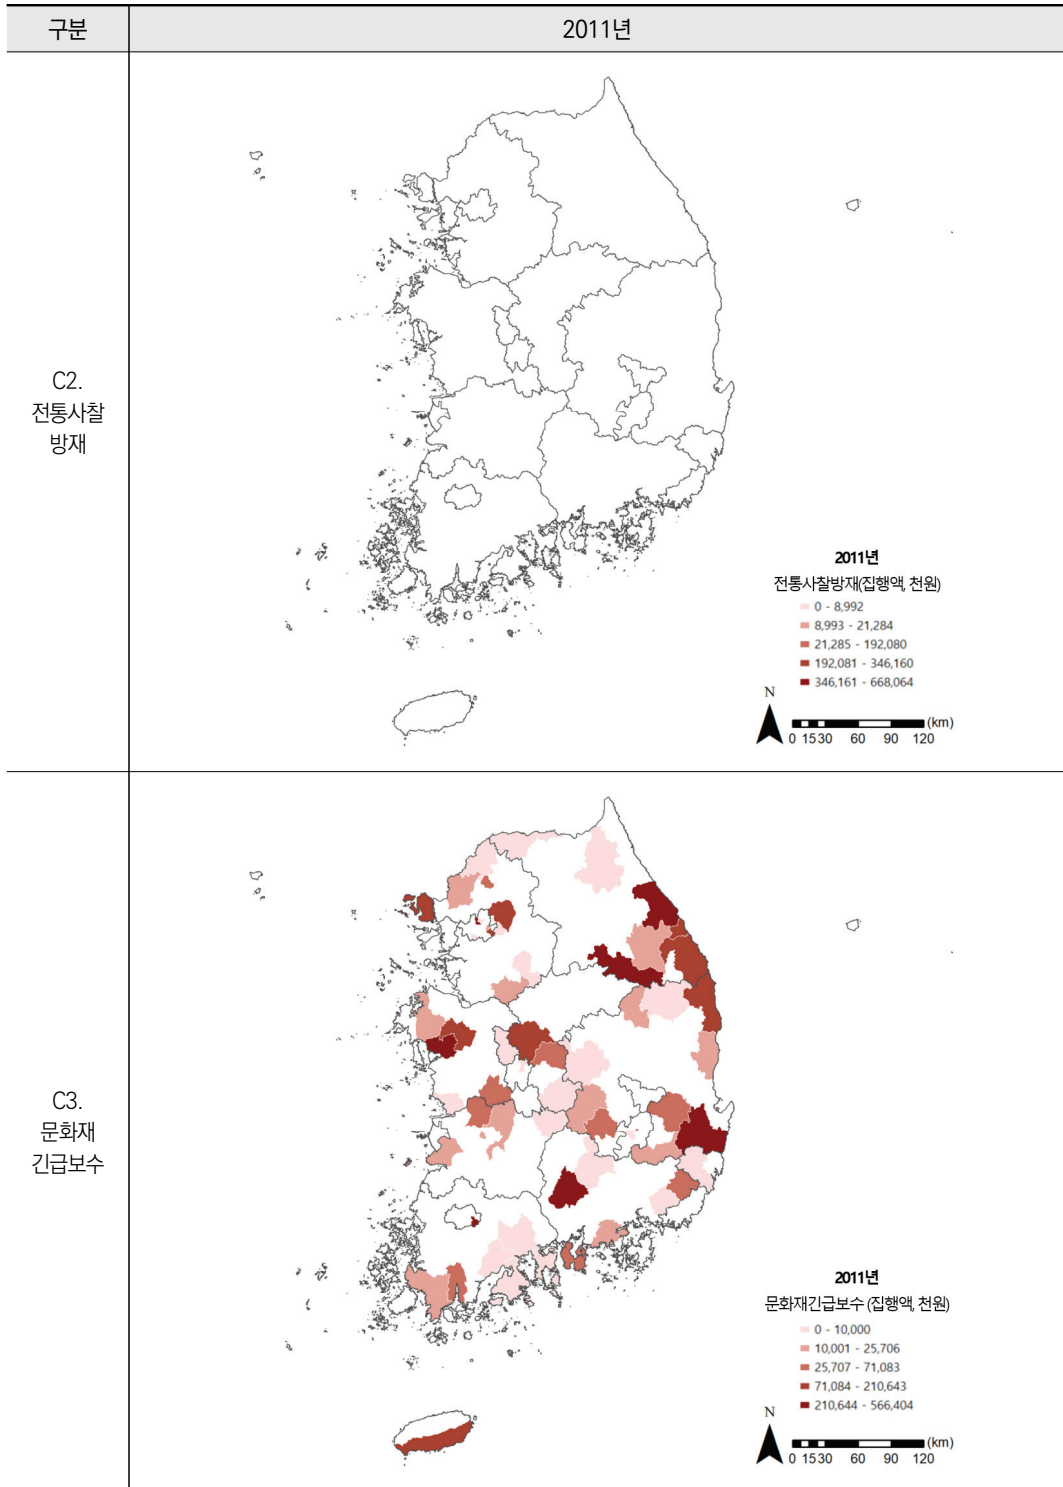 구분
2011년
C2.
전통사찰
방재
2011년
전통사찰방재(집행액, 천원)
0 - 8,992
8,993 - 21,284
21,285 - 192,080
192,081 - 346,160
346,161 - 668,064
N
(km)
0 15 30 60 90 120
C3.
문화재
긴급보수
2011년
문화재긴급보수 (집행액, 천원)
0 - 10,000
10,001 - 25,706
25,707 - 71,083
71,084 - 210,643
210,644 - 566,404
N
(km)
0 15 30 60 90 120